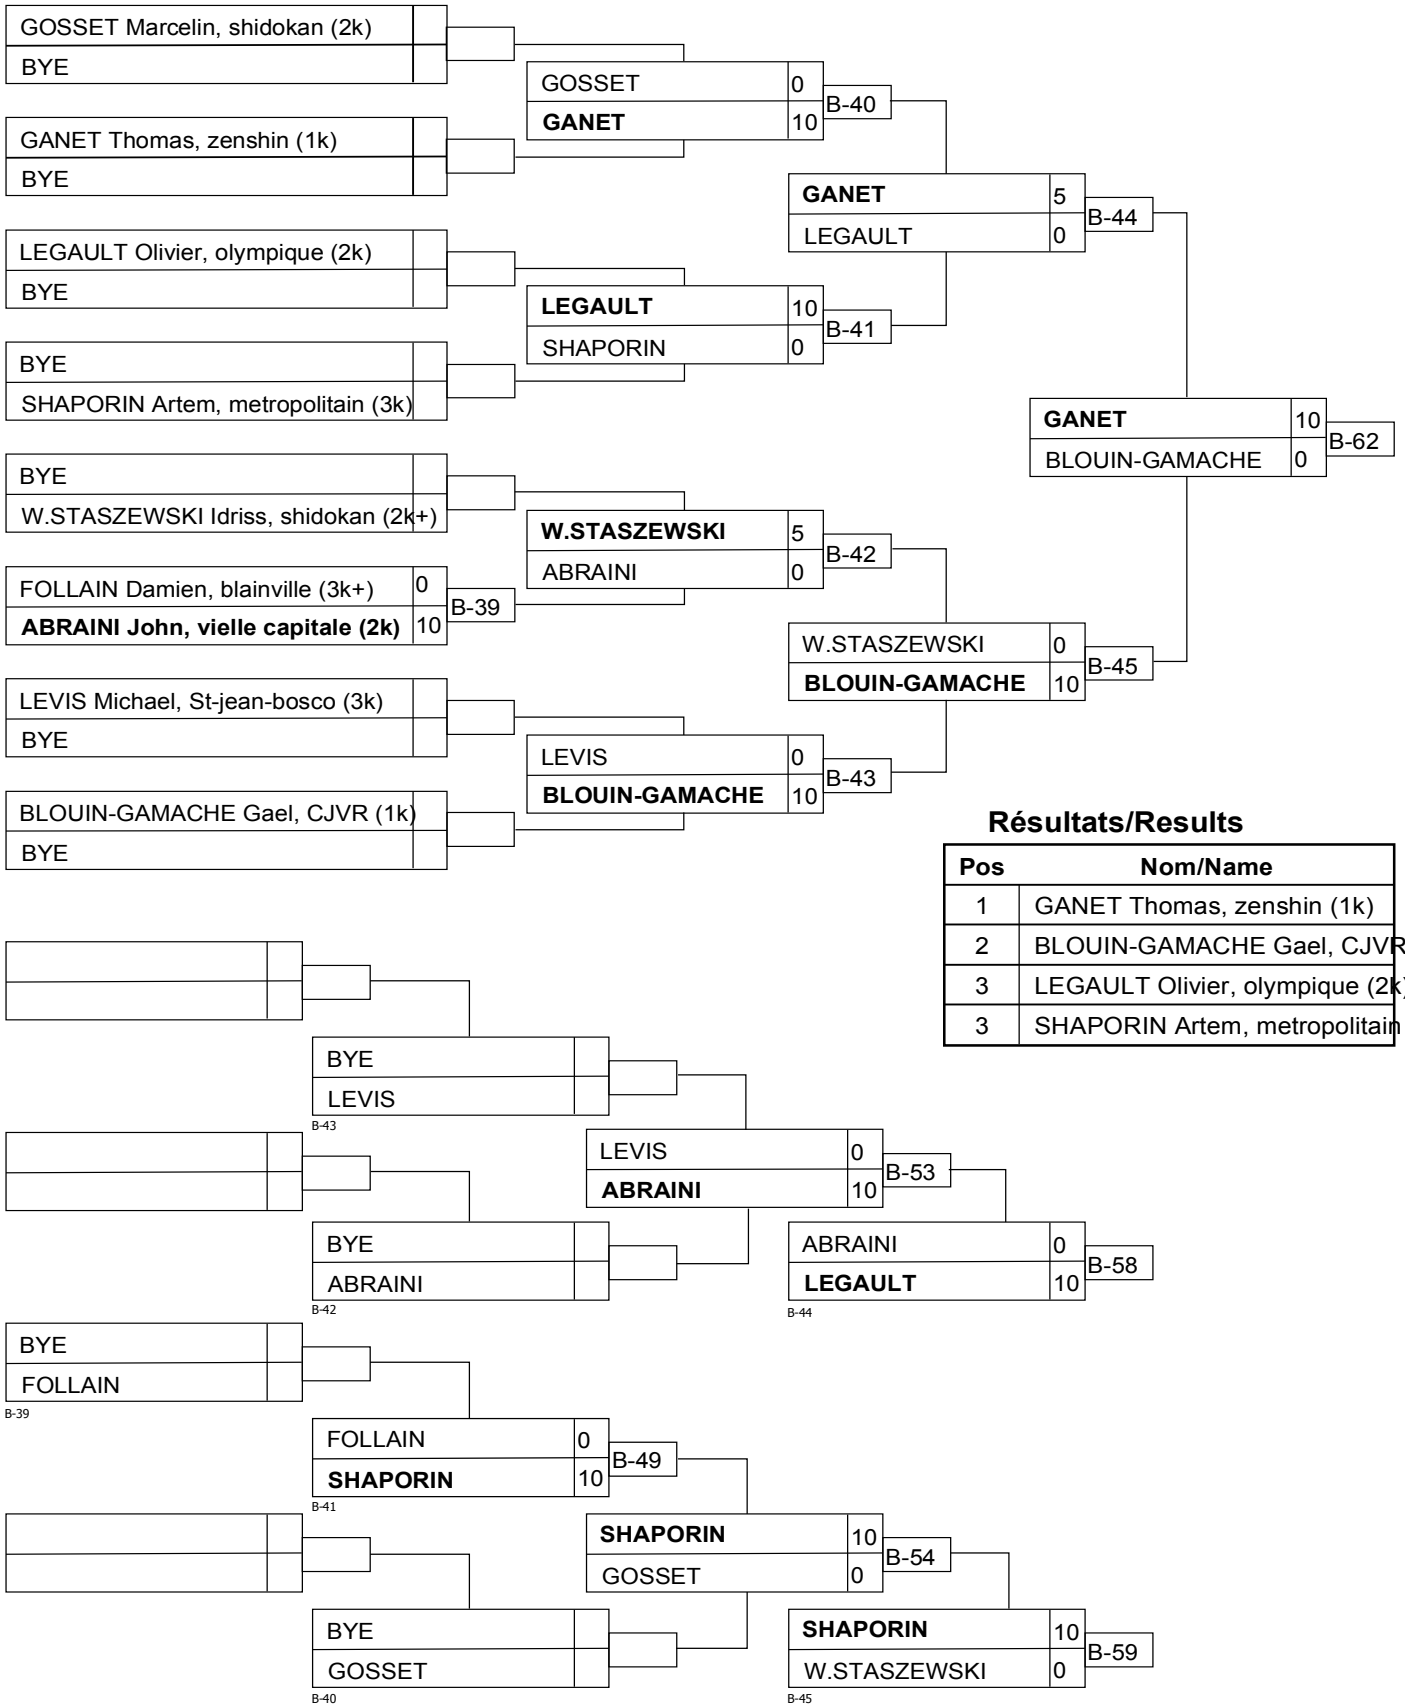 GOSSET Marcelin, shidokan (2k)
BYE
GANET Thomas, zenshin (1k)
BYE
LEGAULT Olivier, olympique (2k)
BYE
BYE
SHAPORIN Artem, metropolitain (3k)
BYE
W.STASZEWSKI Idriss, shidokan (2k+)
FOLLAIN Damien, blainville (3k+) 0
ABRAINI John, vielle capitale (2k) 10
B-39
LEVIS Michael, St-jean-bosco (3k)
BYE
BLOUIN-GAMACHE Gael, CJVR (1k)
BYE
GOSSET 0
GANET 10
B-40
LEGAULT 10
SHAPORIN 0
B-41
W.STASZEWSKI 5
ABRAINI 0
B-42
LEVIS 0
BLOUIN-GAMACHE 10
B-43
GANET 5
LEGAULT 0
B-44
W.STASZEWSKI 0
BLOUIN-GAMACHE 10
B-45
GANET 10
BLOUIN-GAMACHE 0
B-62
Résultats/Results
Pos Nom/Name
1 GANET Thomas, zenshin (1k)
2 BLOUIN-GAMACHE Gael, CJVR
3 LEGAULT Olivier, olympique (2k)
3 SHAPORIN Artem, metropolitain
BYE
LEVIS
B-43
BYE
ABRAINI
B-42
LEVIS 0
ABRAINI 10
B-53
ABRAINI 0
LEGAULT 10
B-58
B-44
BYE
FOLLAIN
B-39
FOLLAIN 0
SHAPORIN 10
B-49
B-41
BYE
GOSSET
B-40
SHAPORIN 10
GOSSET 0
B-54
SHAPORIN 10
W.STASZEWSKI 0
B-59
B-45